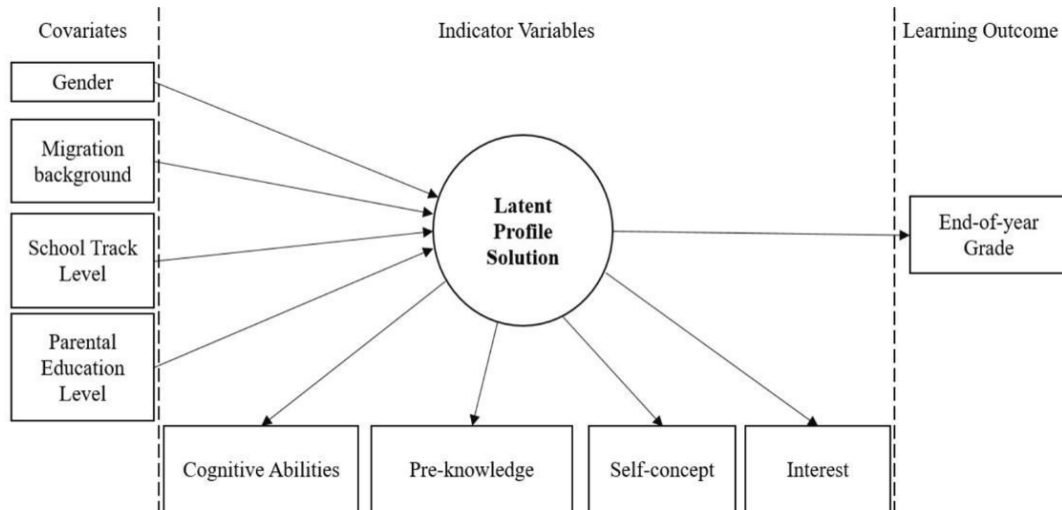 Covariates
Indicator Variables
Learning Outcome
Gender
Migration
background
School Track
Level
Parental
Education
Level
Latent
Profile
Solution
End-of-year
Grade
Cognitive Abilities
Pre-knowledge
Self-concept
Interest